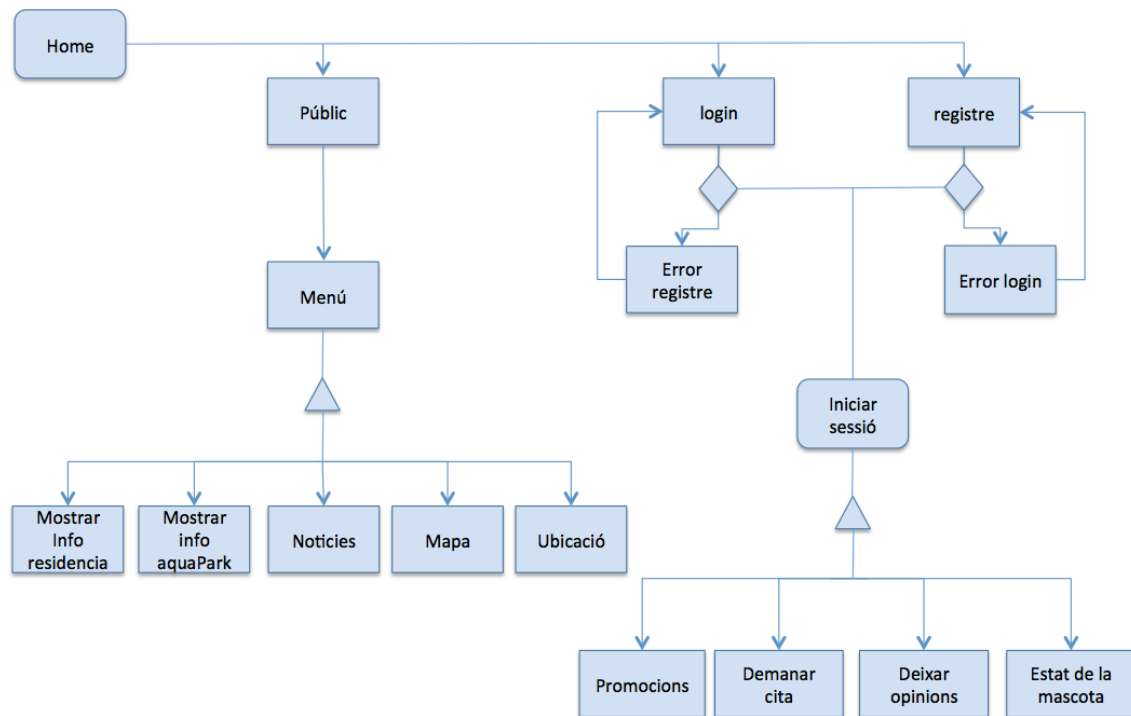 Home
Públic
login
registre
Error
registre
Error login
Menú
Iniciar
sessió
Mostrar
Info
residencia
Mostrar
info
aquaPark
Noticies
Mapa
Ubicació
Promocions
Demanar
cita
Deixar
opinions
Estat de la
mascota